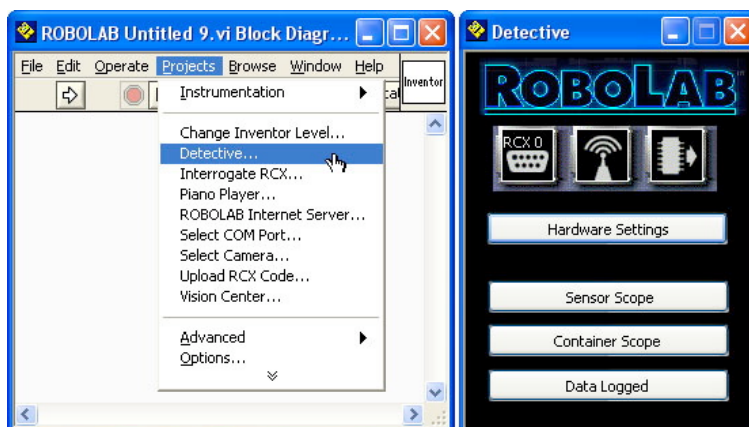 ROBOLAB Untitled 9.vi Block Diagr...
File Edit Operate Projects Browse Window Help
Inventor
Instrumentation
Change Inventor Level...
Detective...
Interrogate RCX...
Piano Player...
ROBOLAB Internet Server...
Select COM Port...
Select Camera...
Upload RCX Code...
Vision Center...
Advanced
Options...
Detective
ROBOLAB
RCX 0
Hardware Settings
Sensor Scope
Container Scope
Data Logged